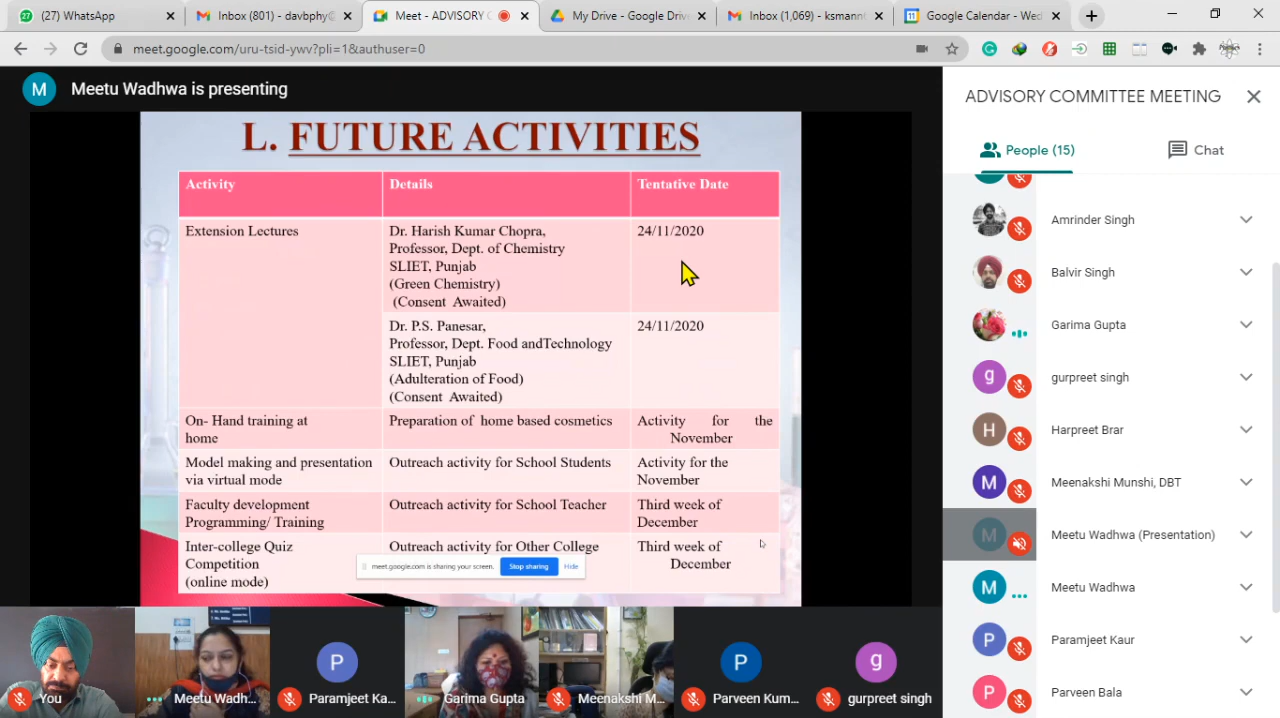 (27) WhatsApp
Inbox (801) - davbphy@
Meet - ADVISORY C
My Drive - Google Driv
Inbox (1,069) - ksmann
11
Google Calendar - Wed
meet.google.com/uru-tsid-ywv?pli=1&authuser=0
M
Meetu Wadhwa is presenting
L. FUTURE ACTIVITIES
Activity Details Tentative Date
Extension Lectures
Dr. Harish Kumar Chopra,
Professor, Dept. of Chemistry
SLIET, Punjab
(Green Chemistry)
(Consent Awaited)
24/11/2020
Dr. P.S. Panesar,
Professor, Dept. Food andTechnology
SLIET, Punjab
(Adulteration of Food)
(Consent Awaited)
24/11/2020
On- Hand training at
home
Preparation of home based cosmetics
Activity for the
November
Model making and presentation
via virtual mode
Outreach activity for School Students
Activity for the
November
Faculty development
Programming/ Training
Outreach activity for School Teacher
Third week of
December
Inter-college Quiz
Competition
(online mode)
Outreach activity for Other College
Third week of
December
meet.google.com is sharing your screen.
Stop sharing
Hide
You
Meetu Wadh...
P
Paramjeet Ka...
Garima Gupta
Meenakshi M...
P
Parveen Kum...
g
gurpreet singh
ADVISORY COMMITTEE MEETING
People (15)
Chat
Amrinder Singh
Balvir Singh
Garima Gupta
g
gurpreet singh
H
Harpreet Brar
M
Meenakshi Munshi, DBT
M
Meetu Wadhwa (Presentation)
M
Meetu Wadhwa
P
Paramjeet Kaur
P
Parveen Bala